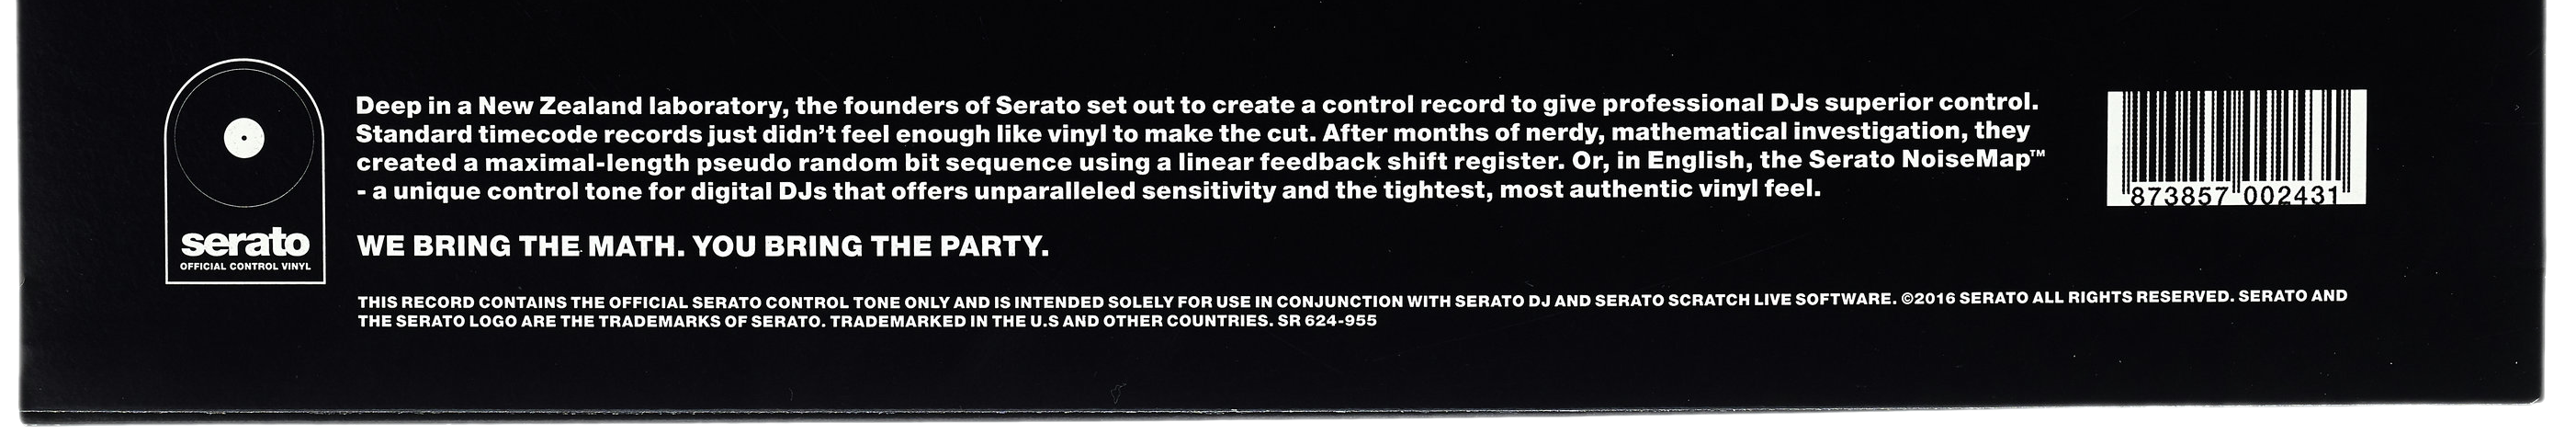 Deep in a New Zealand laboratory, the founders of Serato set out to create a control record to give professional DJs superior control.
Standard timecode records just didn’t feel enough like vinyl to make the cut. After months of nerdy, mathematical investigation, they
created a maximal-length pseudo random bit sequence using a linear feedback shift register. Or, in English, the Serato NoiseMap™
- a unique control tone for digital DJs that offers unparalleled sensitivity and the tightest, most authentic vinyl feel.
873857 002431
serato
OFFICIAL CONTROL VINYL
WE BRING THE MATH. YOU BRING THE PARTY.
THIS RECORD CONTAINS THE OFFICIAL SERATO CONTROL TONE ONLY AND IS INTENDED SOLELY FOR USE IN CONJUNCTION WITH SERATO DJ AND SERATO SCRATCH LIVE SOFTWARE. ©2016 SERATO ALL RIGHTS RESERVED. SERATO AND
THE SERATO LOGO ARE THE TRADEMARKS OF SERATO. TRADEMARKED IN THE U.S AND OTHER COUNTRIES. SR 624-955